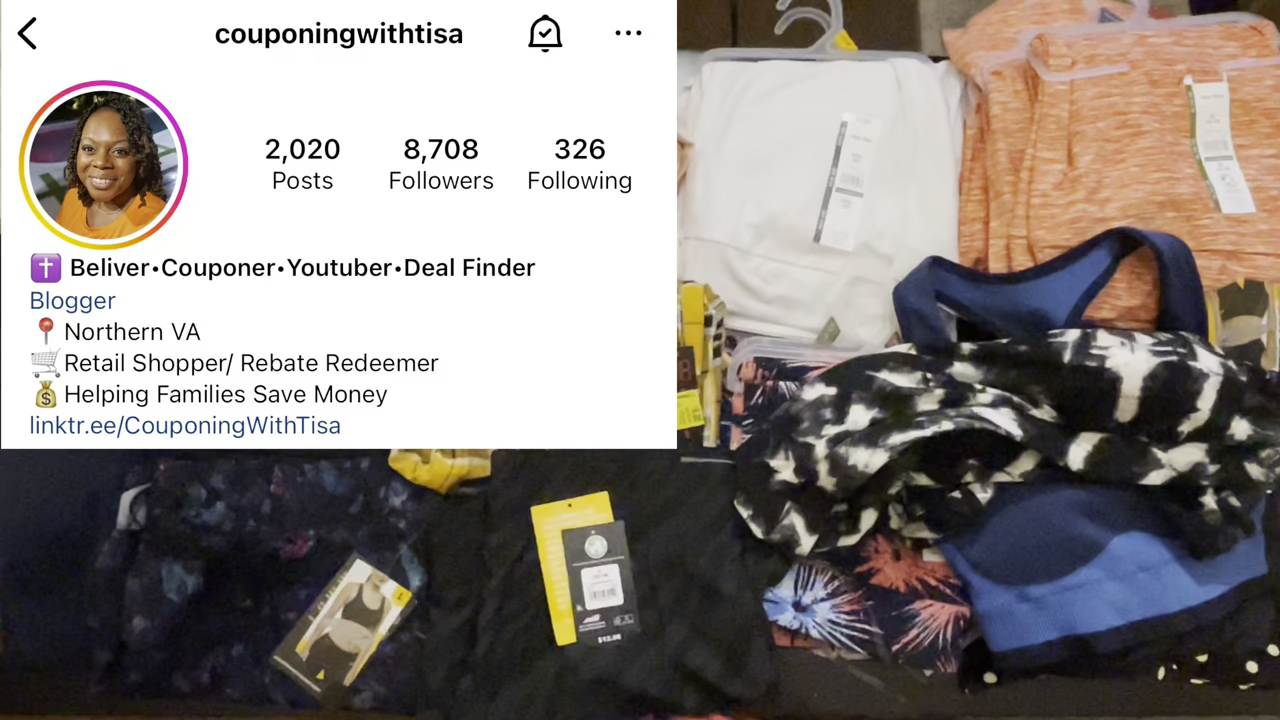 couponingwithtisa
2,020 8,708 326
Posts Followers Following
✝️ Beliver•Couponer•Youtuber•Deal Finder
Blogger
📍 Northern VA
🛒 Retail Shopper/ Rebate Redeemer
💰 Helping Families Save Money
linktr.ee/CouponingWithTisa
L